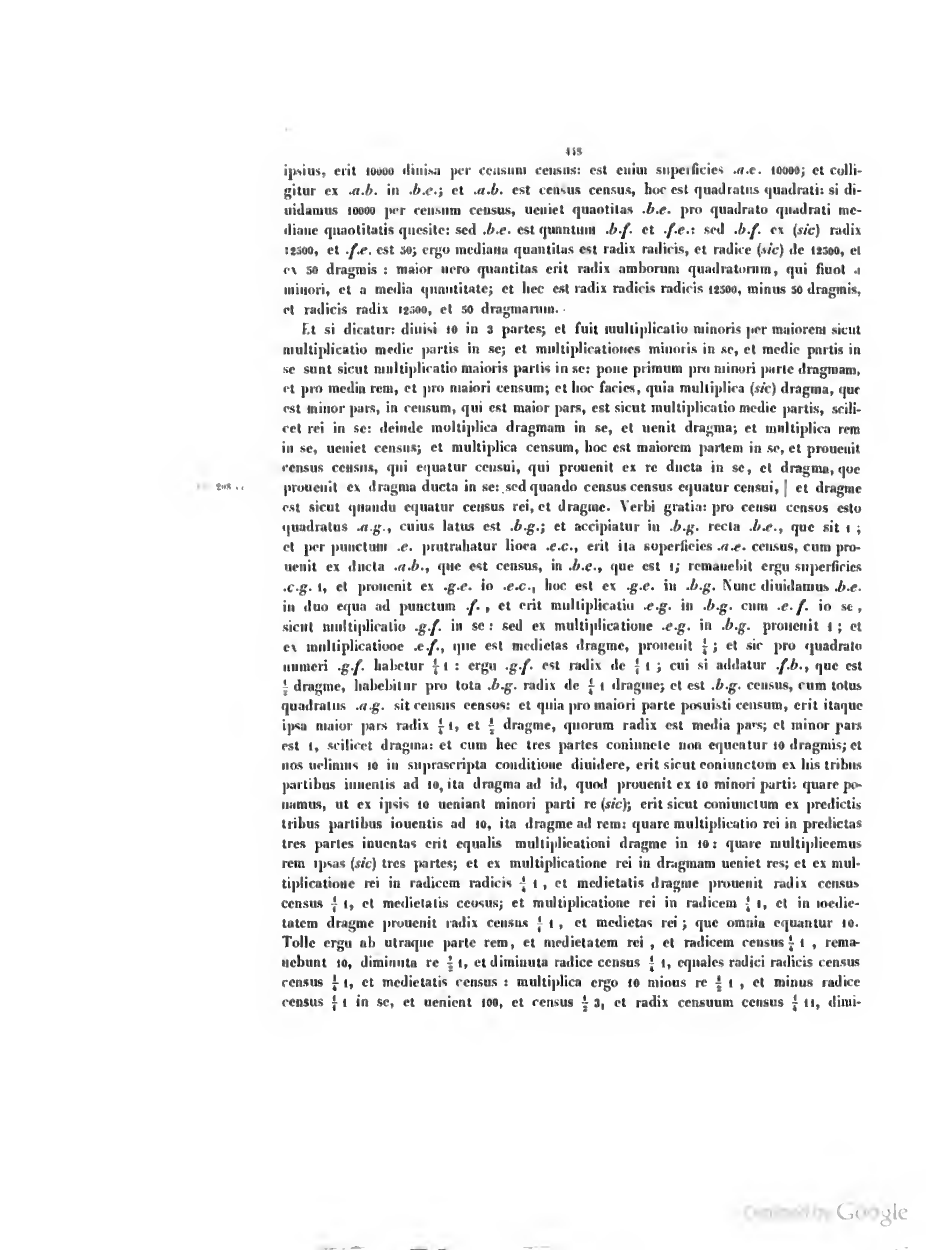 448
ipsius, erit 10000 diuisa per censum census: est enim superficies .a.e. 10000; et colli-
gitur ex .a.b. in .b.e.; et .a.b. est census census, hoc est quadratus quadrati: si di-
uidamus 10000 per censum census, ueniet quantitas .b.e. pro quadrato quadrati me-
diane quantitatis quesite: sed .b.e. est quantum .b.f. et .f.e.: sed .b.f. ex (sic) radix
12500, et .f.e. est 50; ergo mediana quantitas est radix radicis, et radice (sic) de 12500, et
ex 50 dragmis : maior uero quantitas erit radix amborum quadratorum, qui fiuot a
minori, et a media quantitate; et hec est radix radicis radicis 12500, minus 50 dragmis,
et radicis radix 12500, et 50 dragmarum.
Et si dicatur: diuisi 10 in 3 partes; et fuit multiplicatio minoris per maiorem sicut
multiplicatio medie partis in se; et multiplicationes minoris in se, et medie partis in
se sunt sicut multiplicatio maioris partis in se: pone primum pro minori parte dragmam,
et pro media rem, et pro maiori censum; et hoc facies, quia multiplica (sic) dragma, que
est minor pars, in censum, qui est maior pars, est sicut multiplicatio medie partis, scili-
cet rei in se: deinde multiplica dragmam in se, et uenit dragma; et multiplica rem
in se, ueniet census; et multiplica censum, hoc est maiorem partem in se, et prouenit
census census, qui equatur censui, qui prouenit ex re ducta in se, et dragma, que
prouenit ex dragma ducta in se: sed quando census census equatur censui, | et dragme
est sicut quando equatur census rei, et dragme. Verbi gratia: pro censu census esto
quadratus .a.g., cuius latus est .b.g.; et accipiatur in .b.g. recta .b.e., que sit 1 ;
et per punctum .e. protrahatur linea .e.c., erit ita superficies .a.e. census, cum pro-
uenit ex ducta .a.b., que est census, in .b.e., que est 1; remanebit ergo superficies
.c.g. 1, et prouenit ex .g.e. in .e.c., hoc est ex .g.e. in .b.g. Nunc diuidamus .b.e.
in duo equa ad punctum .f. , et erit multiplicatio .e.g. in .b.g. cum .e.f. io se ,
sicut multiplicatio .g.f. in se : sed ex multiplicatione .e.g. in .b.g. prouenit 1 ; et
ex multiplicatione .e.f., que est medietas dragme, prouenit 1/4 ; et sic pro quadrato
numeri .g.f. habetur 1/4 1 : ergo .g.f. est radix de 1/4 1 ; cui si addatur .f.b., que est
1/2 dragme, habebitur pro tota .b.g. radix de 1/4 1 dragme; et est .b.g. census, cum totus
quadratus .a.g. sit census census: et quia pro maiori parte posuisti censum, erit itaque
ipsa maior pars radix 1/4 1, et 1/2 dragme, quorum radix est media pars; et minor pars
est 1, scilicet dragma: et cum hec tres partes coniuncte non equentur 10 dragmis; et
nos uelimus 10 in suprascripta conditione diuidere, erit sicut coniunctum ex his tribus
partibus inuentis ad 10, ita dragma ad id, quod prouenit ex 10 minori parti: quare po-
namus, ut ex ipsis 10 ueniant minori parti re (sic); erit sicut coniunctum ex predictis
tribus partibus inuentis ad 10, ita dragme ad rem: quare multiplicatio rei in predictas
tres partes inuentas erit equalis multiplicationi dragme in 10: quare multiplicemus
rem ipsas (sic) tres partes; et ex multiplicatione rei in dragmam ueniet res; et ex mul-
tiplicatione rei in radicem radicis 1/4 1 , et medietatis dragme prouenit radix census
census 1/4 1, et medietatis census; et multiplicatione rei in radicem 1/4 1, et in medie-
tatem dragme prouenit radix census 1/4 1 , et medietas rei ; que omnia equantur 10.
Tolle ergo ab utraque parte rem, et medietatem rei , et radicem census 1/4 1 , rema-
nebunt 10, diminuta re 1/2 1, et diminuta radice census 1/4 1, equales radici radicis census
census 1/4 1, et medietatis census : multiplica ergo 10 minus re 1/2 1 , et minus radice
census 1/4 1 in se, et uenient 100, et census 1/2 3, et radix censuum census 1/4 11, dimi-
Google